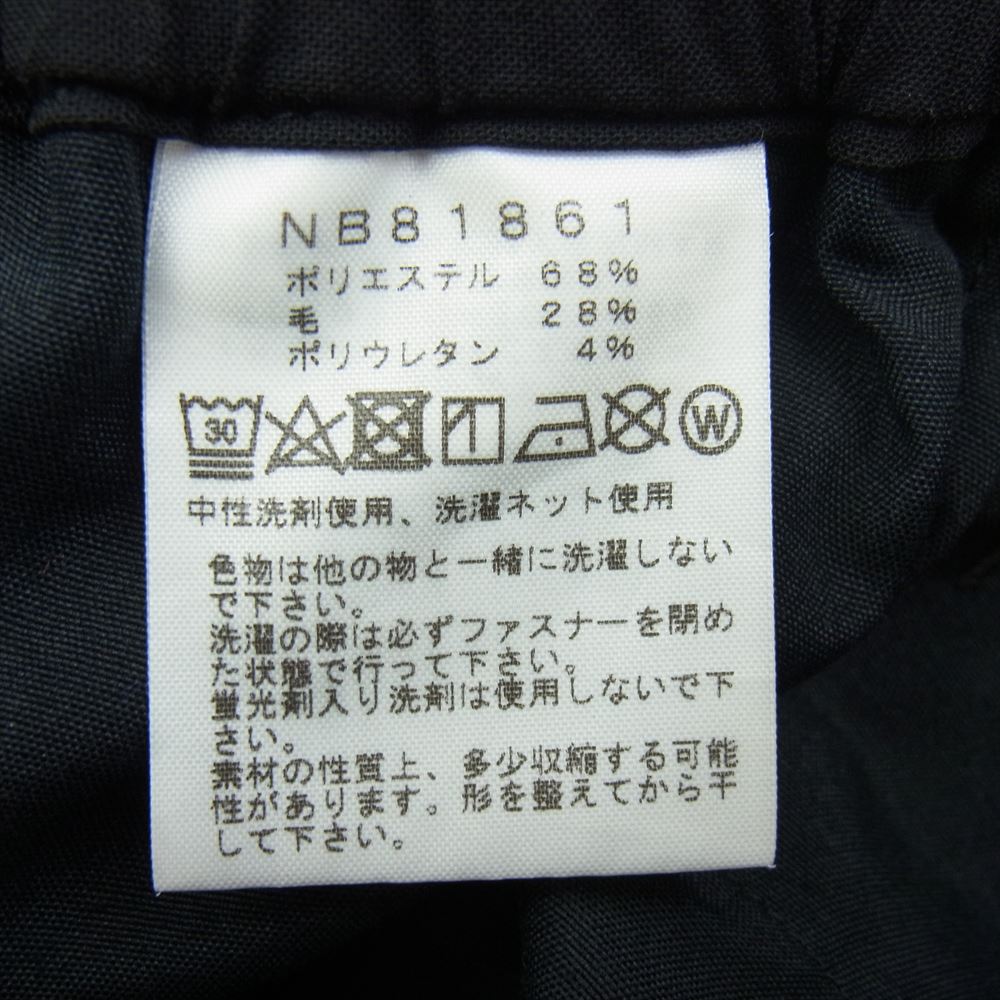 NB81861
ポリエステル 68%
毛 28%
ポリウレタン 4%
30 W
中性洗剤使用、洗濯ネット使用
色物は他の物と一緒に洗濯しない
で下さい。
洗濯の際は必ずファスナーを閉め
た状態で行って下さい。
蛍光剤入り洗剤は使用しないで下
さい。
素材の性質上、多少収縮する可能
性があります。形を整えてから干
して下さい。